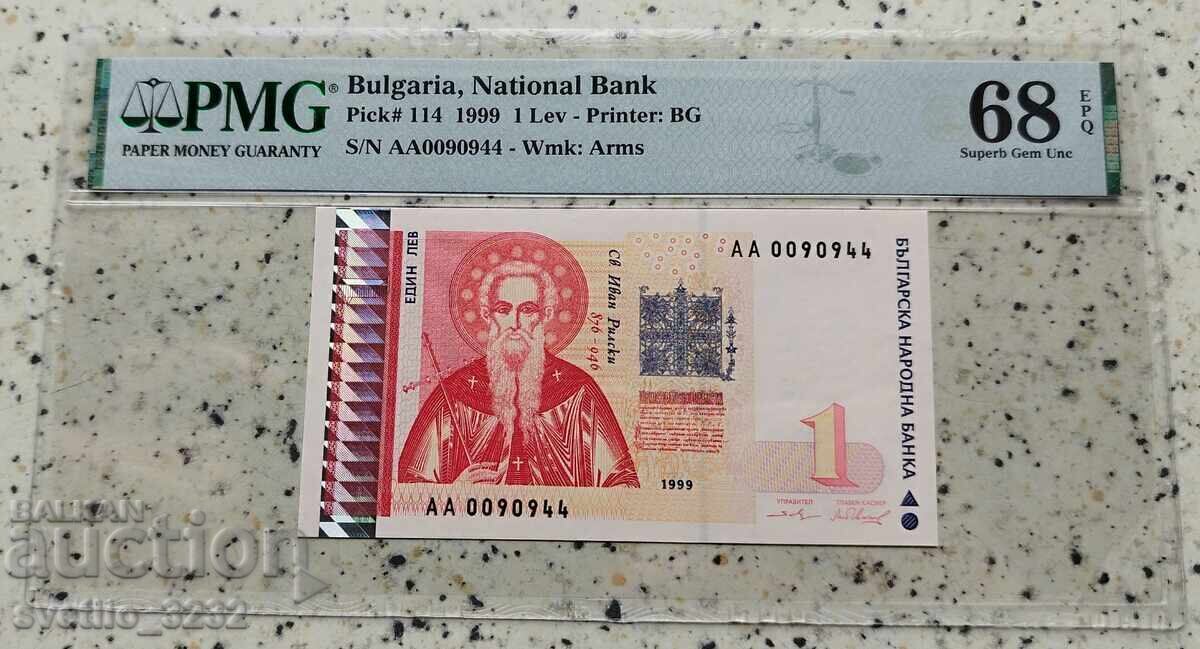 PMG®
PAPER MONEY GUARANTY
Bulgaria, National Bank
Pick# 114 1999 1 Lev - Printer: BG
S/N AA0090944 - Wmk: Arms
68
Superb Gem Unc
EPQ
ЕДИН ЛЕВ
Св Иван Рилски
876 - 946
АА 0090944
БЪЛГАРСКА НАРОДНА БАНКА
1
1999
УПРАВИТЕЛ
ГЛАВЕН КАСИЕР
АА 0090944
BALKAN
auction
Svetlio_3232